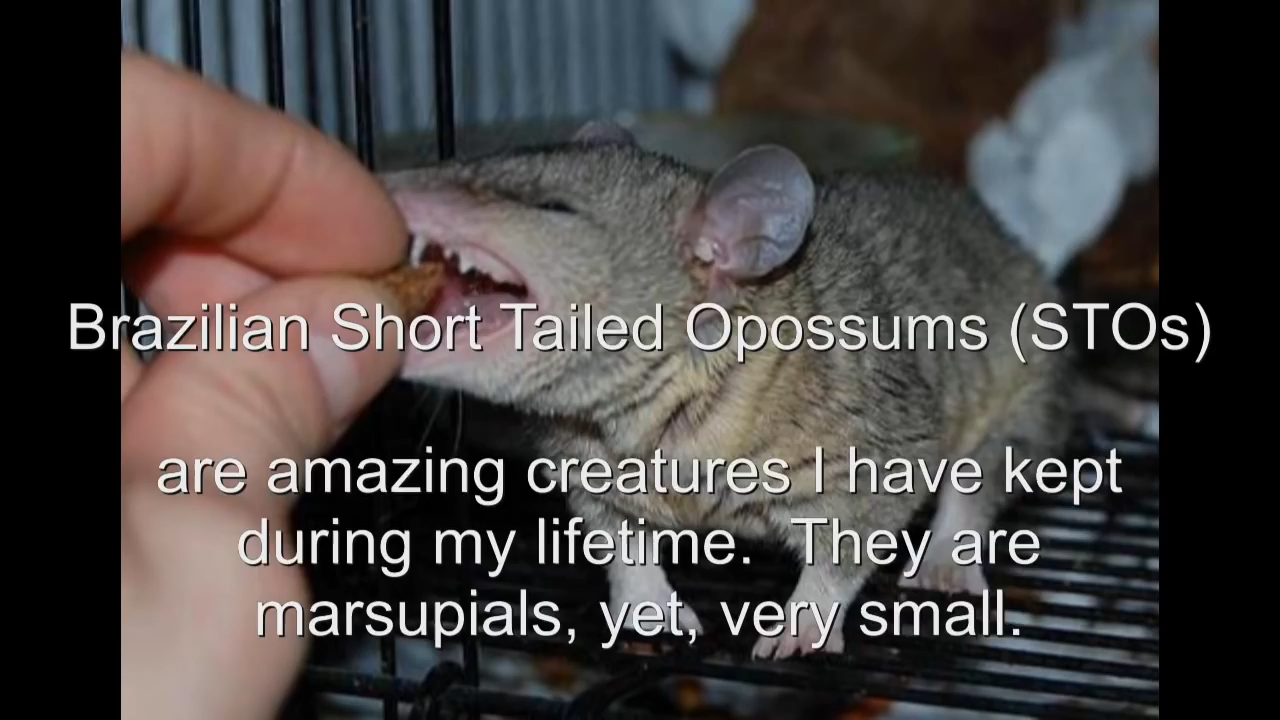 Brazilian Short Tailed Opossums (STOs)
are amazing creatures I have kept
during my lifetime.  They are
marsupials, yet, very small.